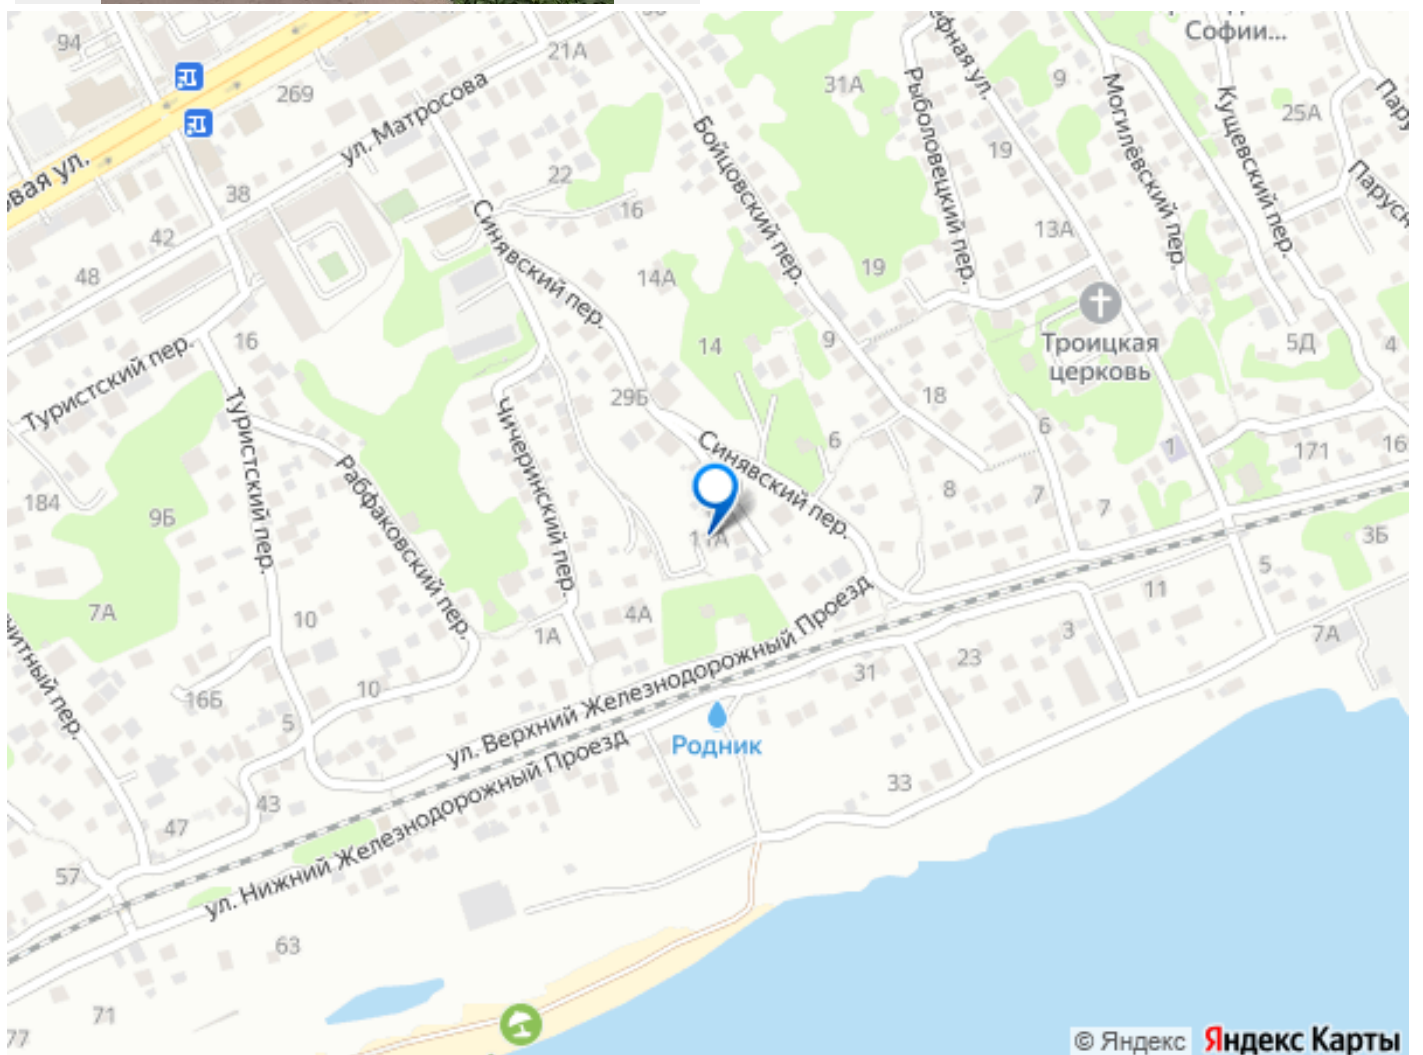 Софии...
94
21А
269
31А
ефная ул.
9
25А
ул. Матросова
Рыболовецкий пер.
Могилёвский пер.
Кущевский пер.
Бойцовский пер.
19
овая ул.
38
22
16
Парусн
42
Синявский пер.
13А
48
14А
19
16
14
9
Троицкая
церковь
5Д
4
Туристский пер.
29Б
18
Туристский пер.
Чичеринский пер.
Синявский пер.
6
6
1
171
16
Рабфаковский пер.
184
9Б
8
7
7
11А
3Б
7А
10
4А
1А
11
5
3
7А
16Б
10
5
31
23
ул. Верхний Железнодорожный Проезд
Родник
ул. Нижний Железнодорожный Проезд
33
43
47
57
63
71
77
© Яндекс Яндекс Карты